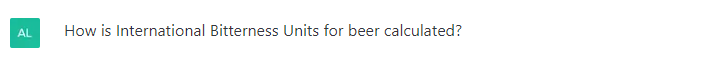 AL
How is International Bitterness Units for beer calculated?